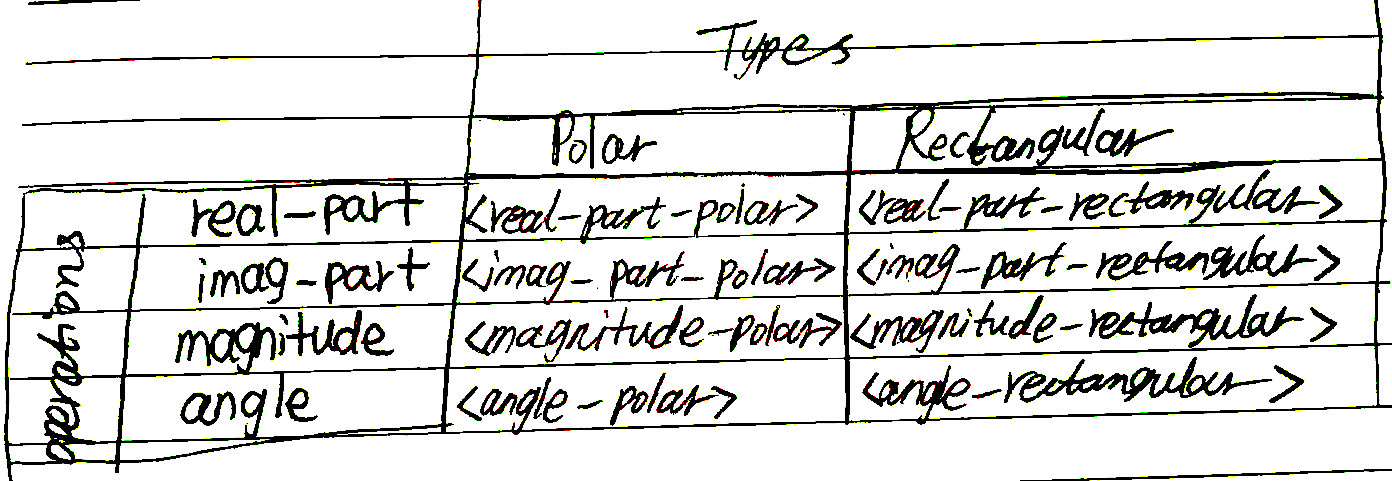 Types
Polar Rectangular
real-part <real-part-polar> <real-part-rectangular>
imag-part <imag-part-polar> <imag-part-rectangular>
magnitude <magnitude-polar> <magnitude-rectangular>
angle <angle-polar> <angle-rectangular>